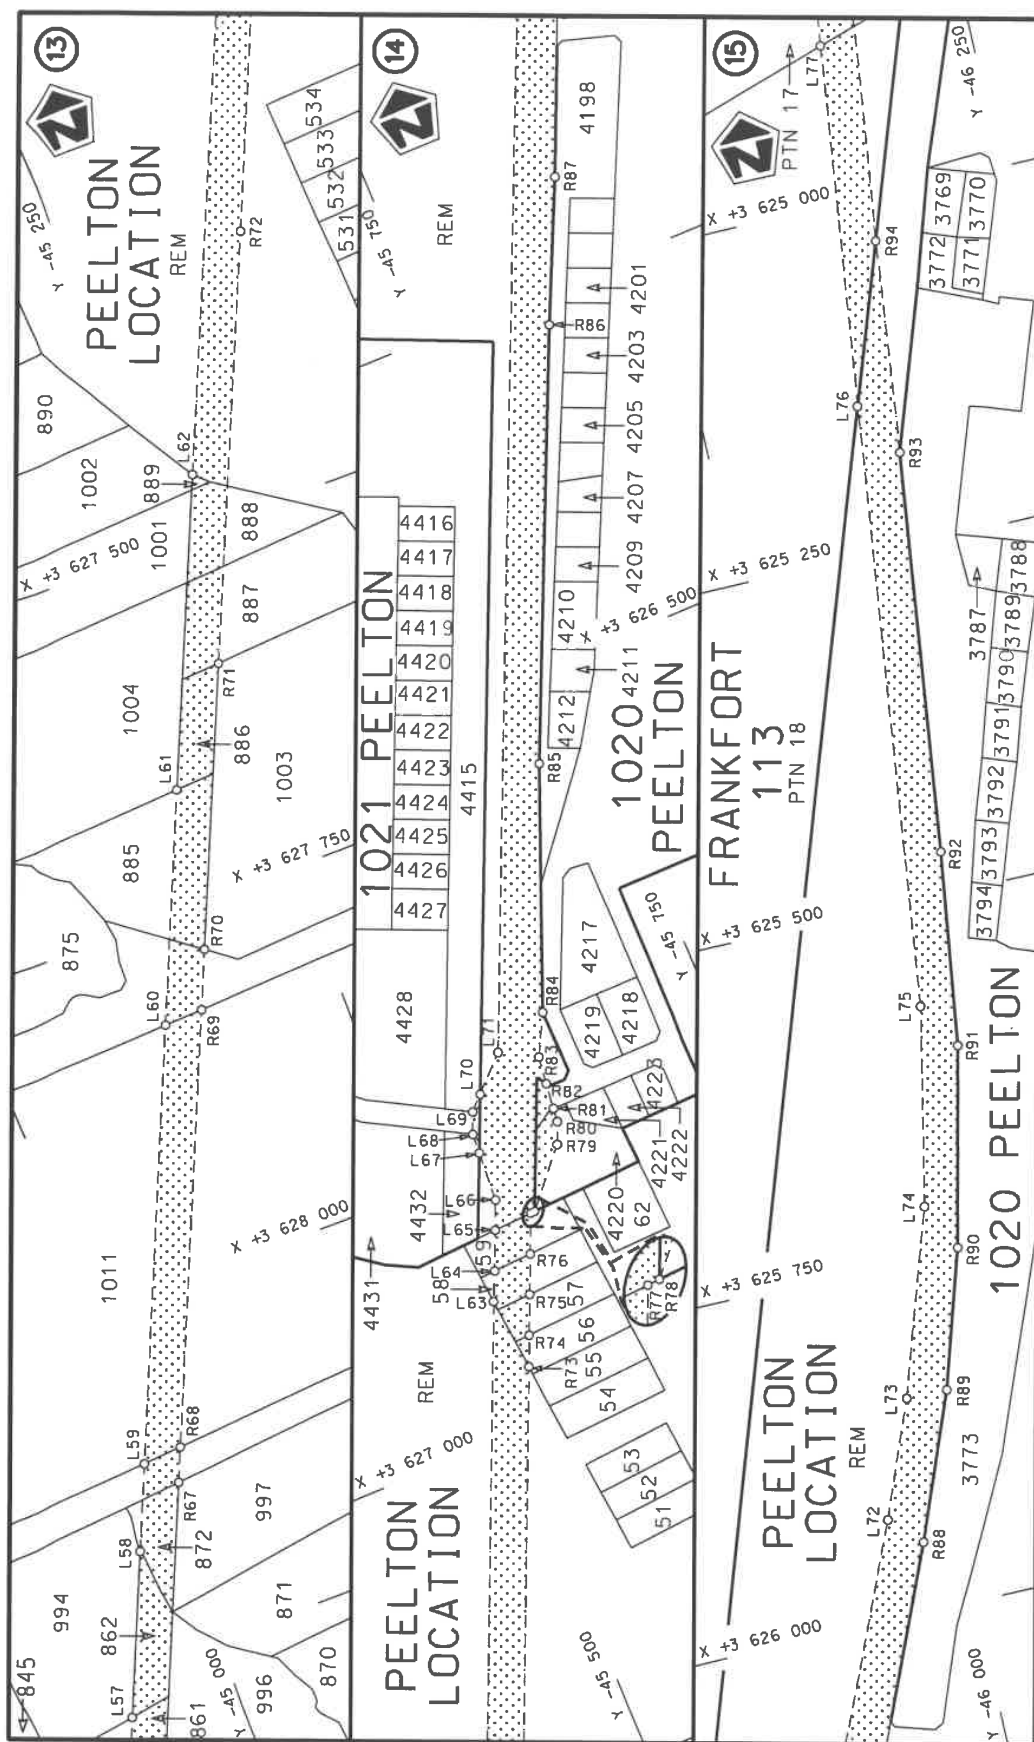 13
PEELTON
LOCATION
REM
Y -45 250
534
533
532
531
R72
890
1002
889
L62
1001
X +3 627 500
888
887
R71
1004
886
L61
1003
885
X +3 627 750
R70
875
L60
R69
1011
X +3 628 000
L59
R68
R67
997
L58
872
994
862
871
870
845
L57
861
996
Y -45 000
14
4198
Y -45 750
REM
R87
R86
4201
4203
4205
4207
4209
4210
4211
4212
X +3 626 500
1021 PEELTON
4416
4417
4418
4419
4420
4421
4422
4423
4424
4425
4426
4427
4415
R85
1020
PEELTON
4428
4217
4218
4219
Y -45 750
R84
L71
R83
L70
R82
L69
R81
L68
R80
L67
R79
4223
4222
4221
4220
62
L66
L65
4432
4431
59
L64
58
L63
R76
R75
57
R74
56
R73
55
54
R77
R78
REM
53
52
51
X +3 627 000
PEELTON
LOCATION
Y -45 500
15
PTN 17
L77
Y -46 250
X +3 625 000
R94
3769
3770
3772
3771
L76
R93
X +3 625 250
3787
3788
3789
3790
3791
3792
3793
3794
FRANKFORT
113
PTN 18
R92
X +3 625 500
L75
R91
1020 PEELTON
L74
R90
X +3 625 750
L73
R89
PEELTON
LOCATION
REM
3773
L72
R88
X +3 626 000
Y -46 000